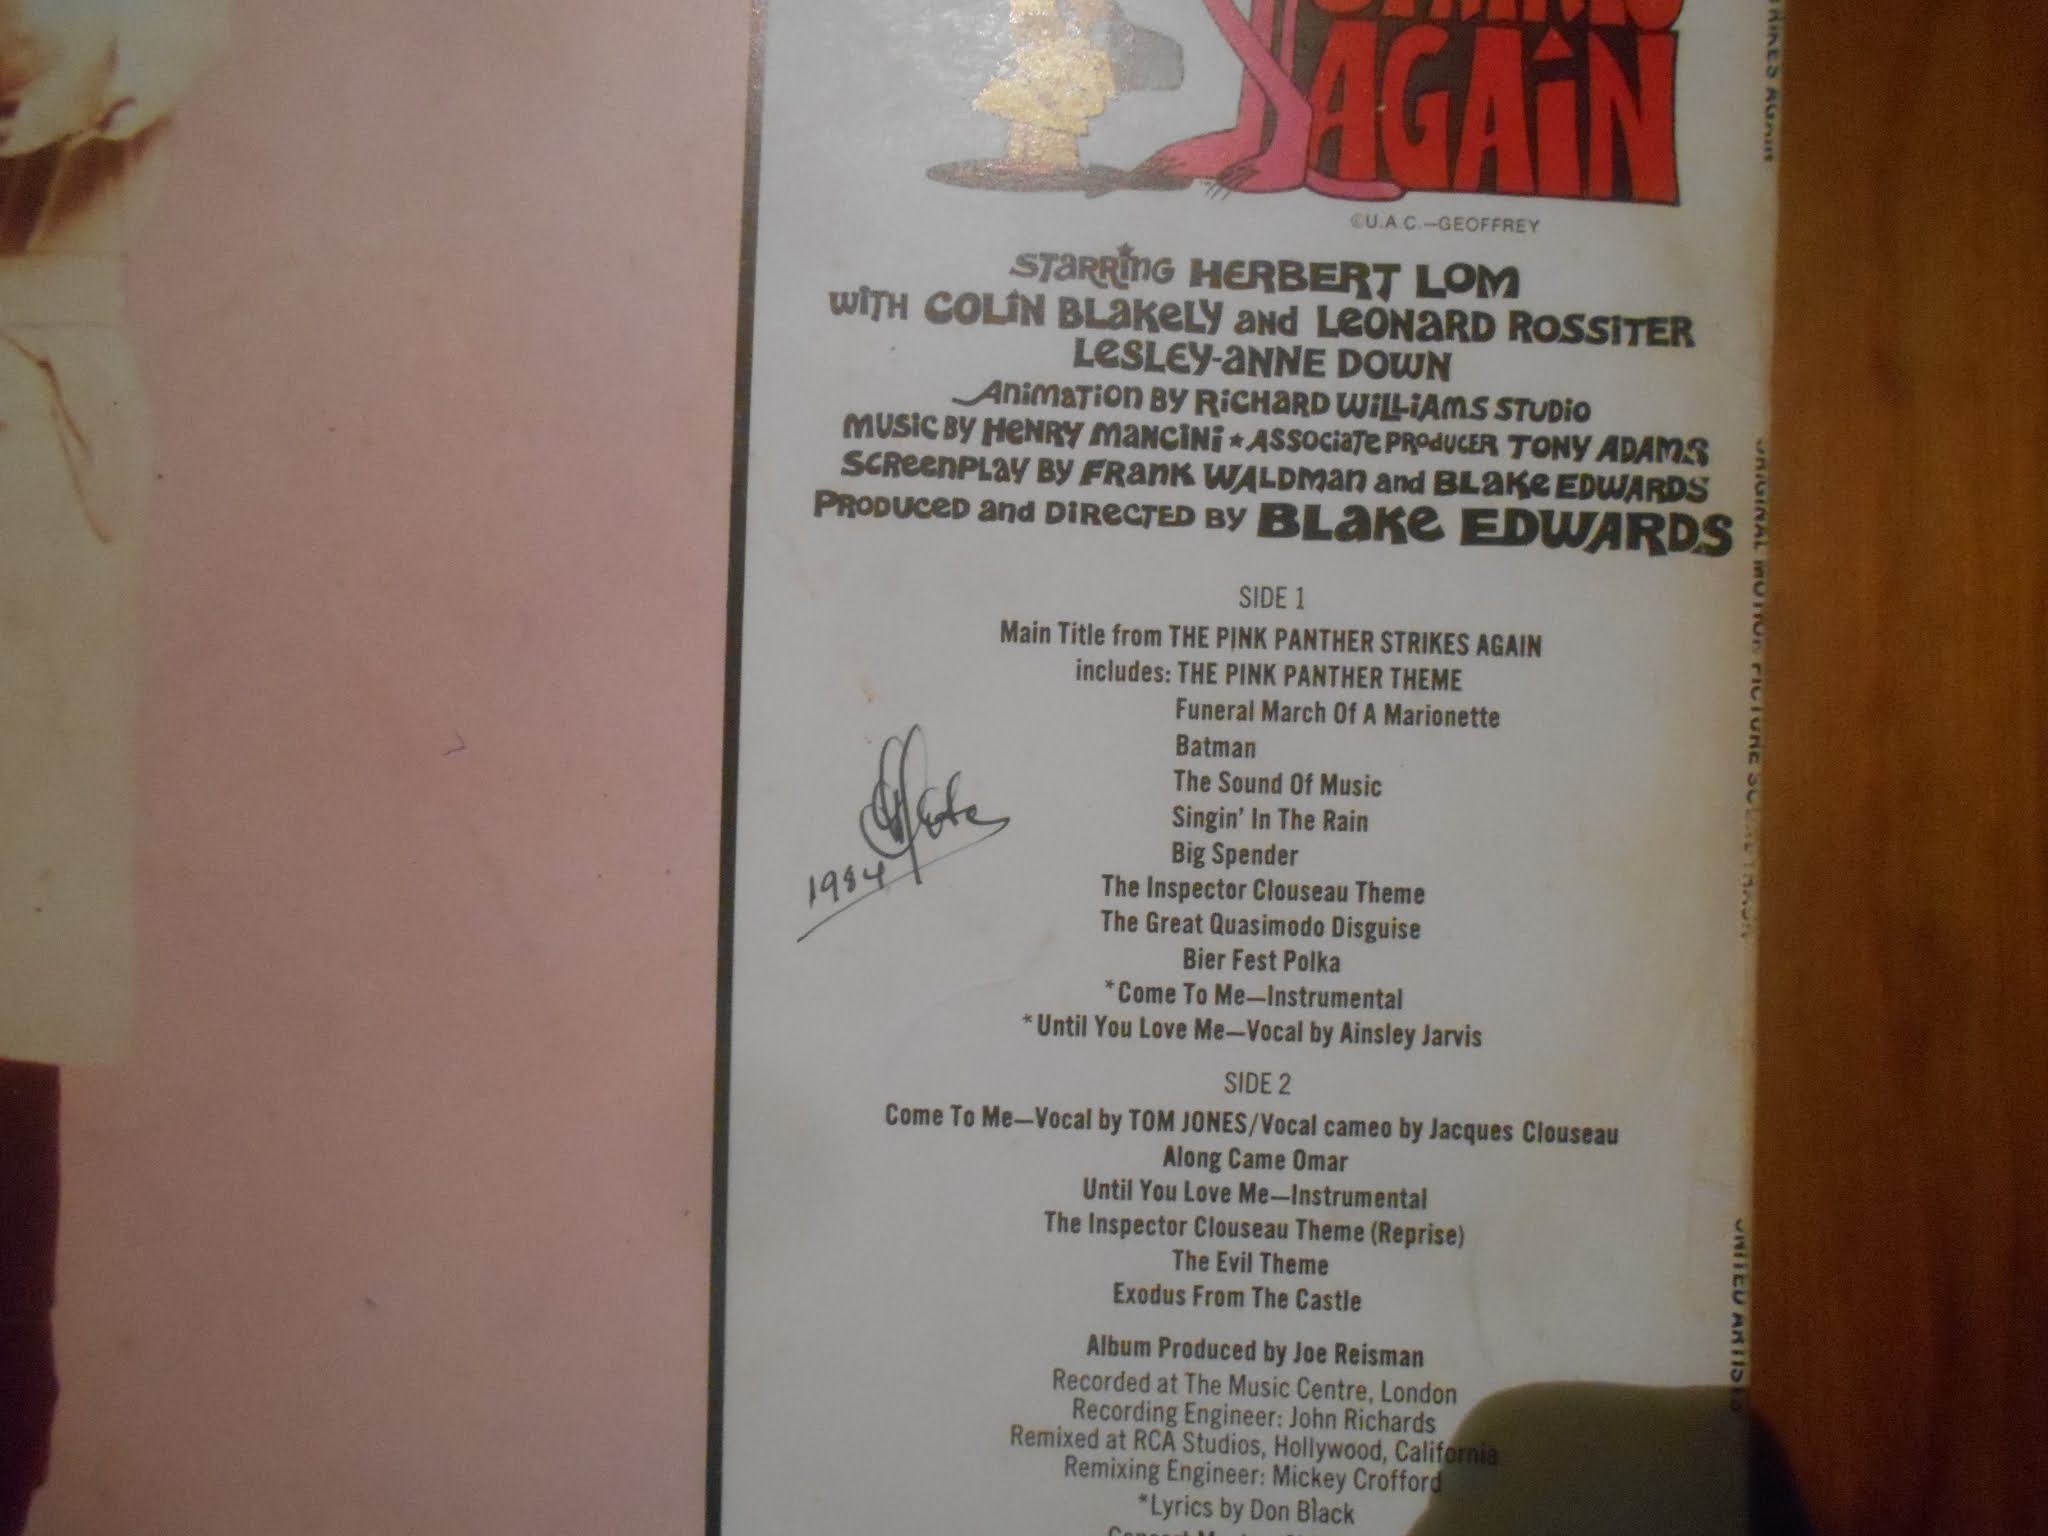 AGAiN
©U.A.C.—GEOFFREY
STARRING HERBERT LOM
WITH COLIN BLAKELY and LEONARD ROSSITER
LESLEY-ANNE DOWN
ANIMATION BY RICHARD WILLIAMS STUDIO
MUSIC BY HENRY MANCINI ★ ASSOCIATE PRODUCER TONY ADAMS
SCREENPLAY BY FRANK WALDMAN and BLAKE EDWARDS
PRODUCED and DIRECTED BY BLAKE EDWARDS
SIDE 1
Main Title from THE PINK PANTHER STRIKES AGAIN
includes: THE PINK PANTHER THEME
Funeral March Of A Marionette
Batman
The Sound Of Music
Singin' In The Rain
Big Spender
The Inspector Clouseau Theme
The Great Quasimodo Disguise
Bier Fest Polka
*Come To Me—Instrumental
*Until You Love Me—Vocal by Ainsley Jarvis
1984
SIDE 2
Come To Me—Vocal by TOM JONES/Vocal cameo by Jacques Clouseau
Along Came Omar
Until You Love Me—Instrumental
The Inspector Clouseau Theme (Reprise)
The Evil Theme
Exodus From The Castle
Album Produced by Joe Reisman
Recorded at The Music Centre, London
Recording Engineer: John Richards
Remixed at RCA Studios, Hollywood, California
Remixing Engineer: Mickey Crofford
*Lyrics by Don Black
AGAIN
ORIGINAL MOTION PICTURE SCORE
UNITED ARTISTS